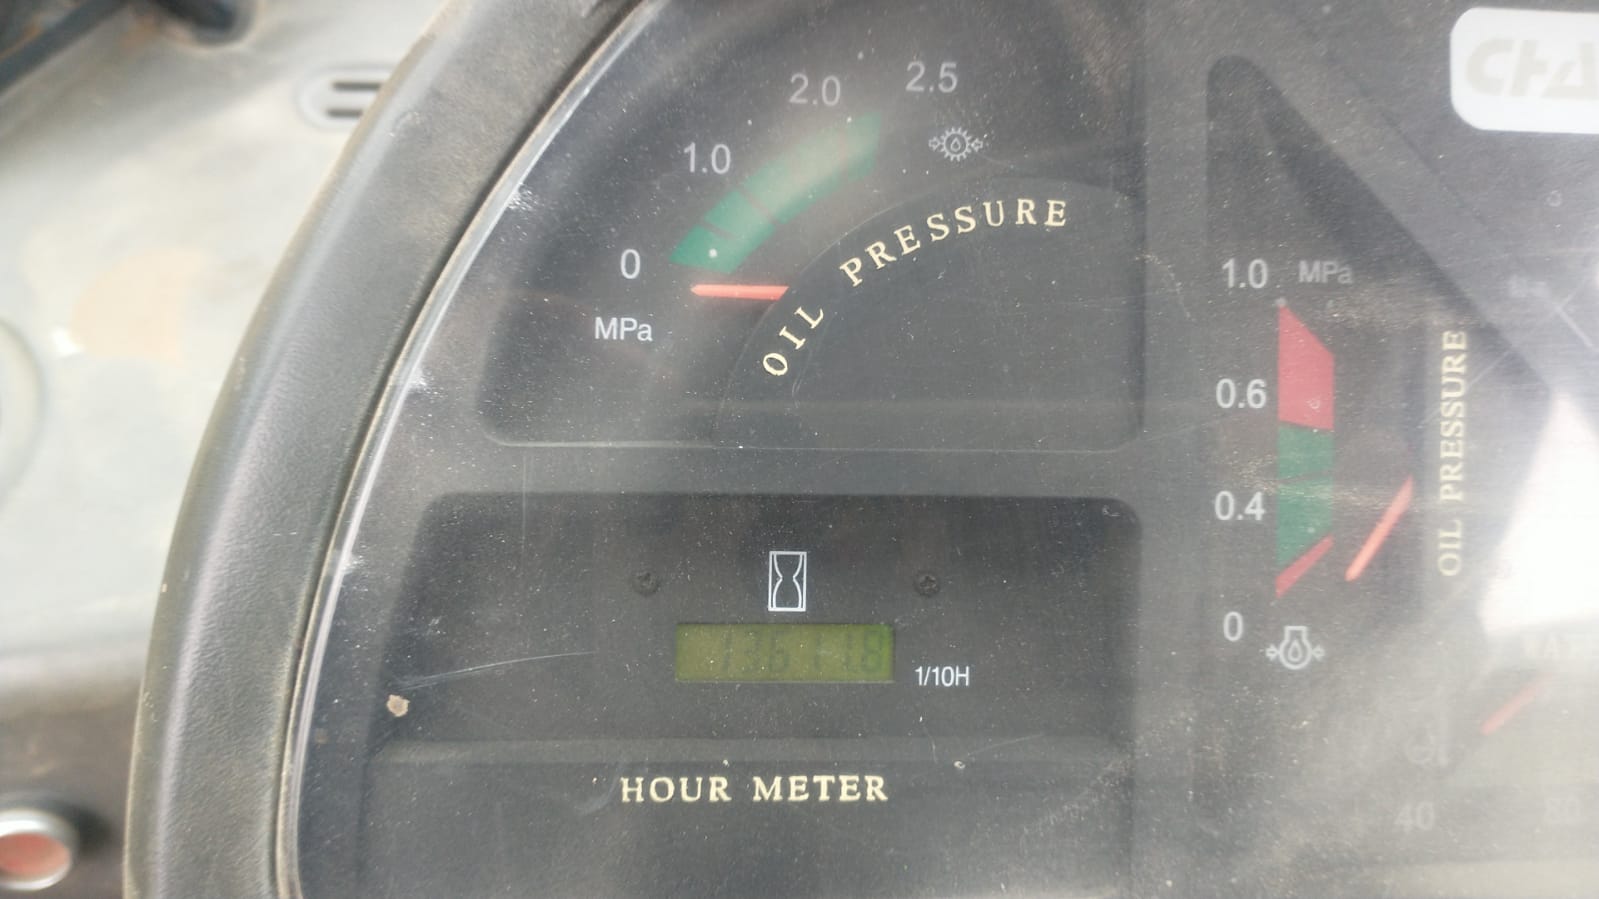 2.5
2.0
1.0
0
MPa
OIL PRESSURE
1.0 MPa
0.6
0.4
0
OIL PRESSURE
1/10H
HOUR METER
40